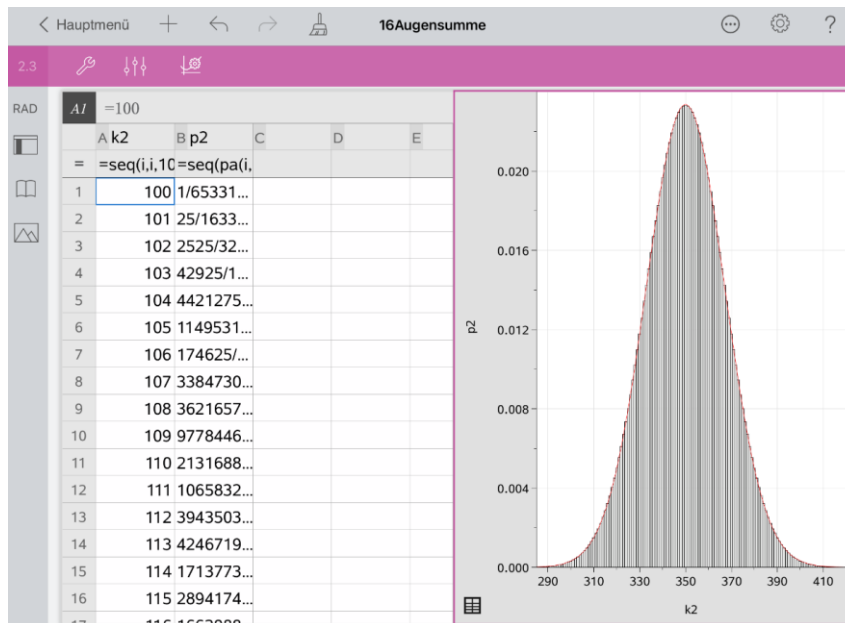 Hauptmenü 16Augensumme ?
2.3
RAD A1 =100
A k2 B p2 C D E
= =seq(i,i,10 =seq(pa(i,
1 100 1/65331...
2 101 25/1633...
3 102 2525/32...
4 103 42925/1...
5 104 4421275...
6 105 1149531...
7 106 174625/...
8 107 3384730...
9 108 3621657...
10 109 9778446...
11 110 2131688...
12 111 1065832...
13 112 3943503...
14 113 4246719...
15 114 1713773...
16 115 2894174...
0.020
0.016
0.012
0.008
0.004
0.000
p2
290 310 330 350 370 390 410
k2